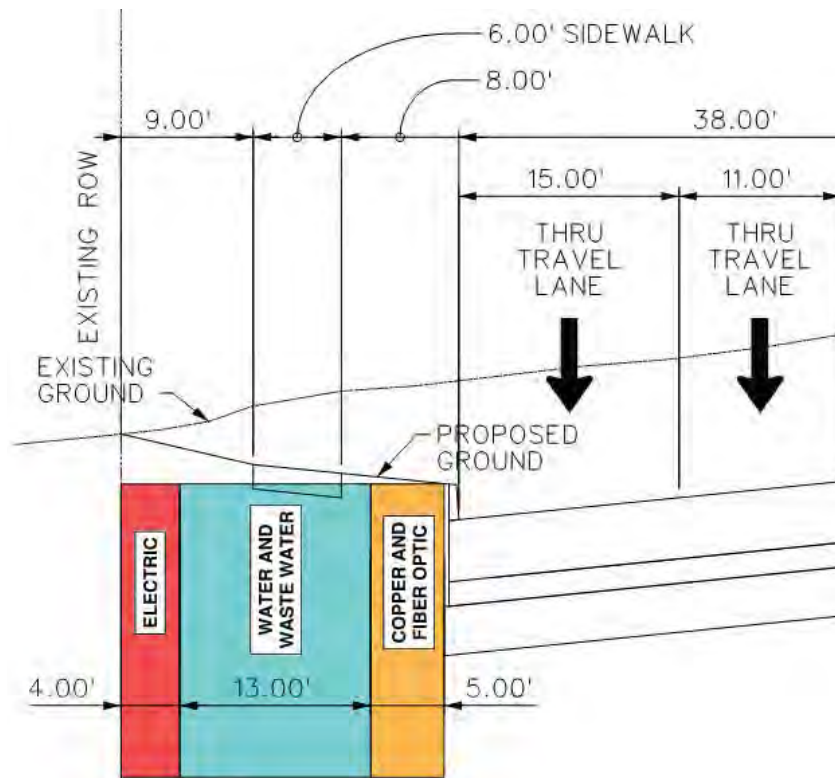 6.00' SIDEWALK
8.00'
9.00'
38.00'
15.00'
11.00'
EXISTING ROW
THRU
TRAVEL
LANE
THRU
TRAVEL
LANE
EXISTING
GROUND
PROPOSED
GROUND
ELECTRIC
WATER AND
WASTE WATER
COPPER AND
FIBER OPTIC
4.00'
13.00'
5.00'